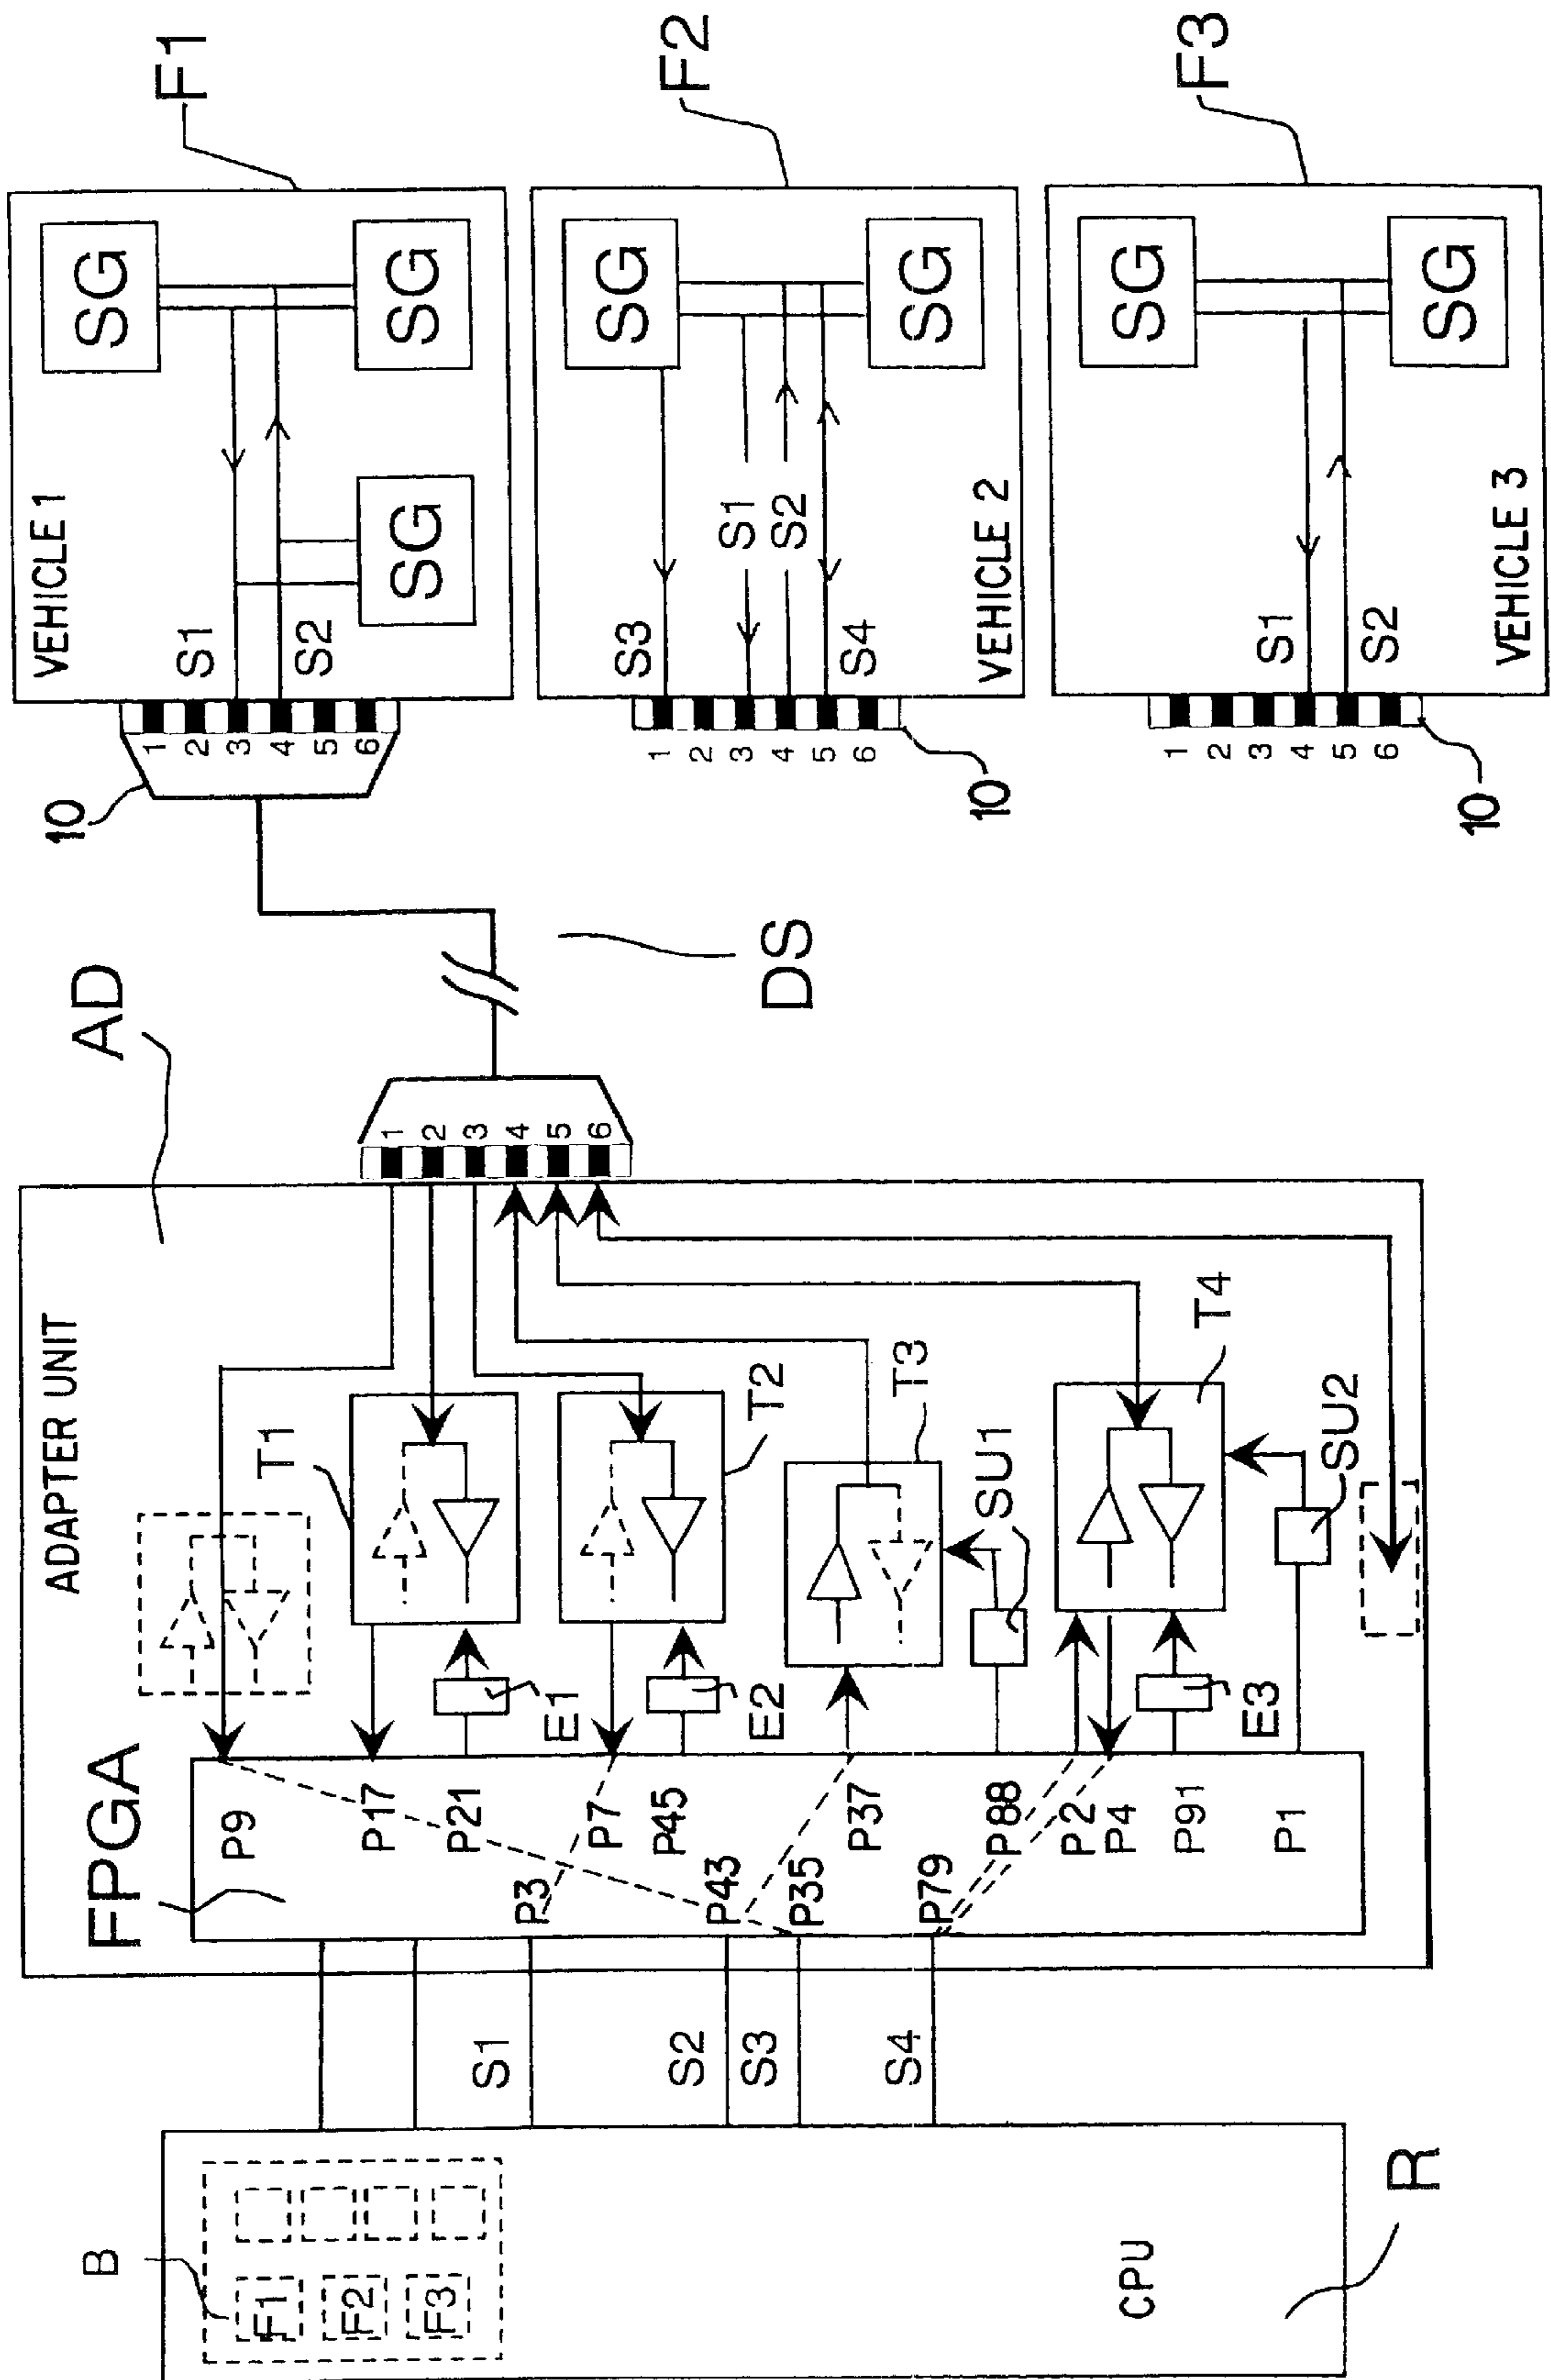 F1
F2
F3
SG
SG
SG
VEHICLE 1
S1
S2
1
2
3
4
5
6
10
SG
SG
S3
S1
S2
S4
VEHICLE 2
1
2
3
4
5
6
10
SG
SG
S1
S2
VEHICLE 3
1
2
3
4
5
6
10
DS
AD
1
2
3
4
5
6
ADAPTER UNIT
T1
T2
T3
T4
SU1
SU2
E1
E2
E3
FPGA
P9
P17
P21
P7
P45
P37
P88
P2
P4
P91
P1
P3
P43
P35
P79
S1
S2
S3
S4
B
F1
F2
F3
CPU
R